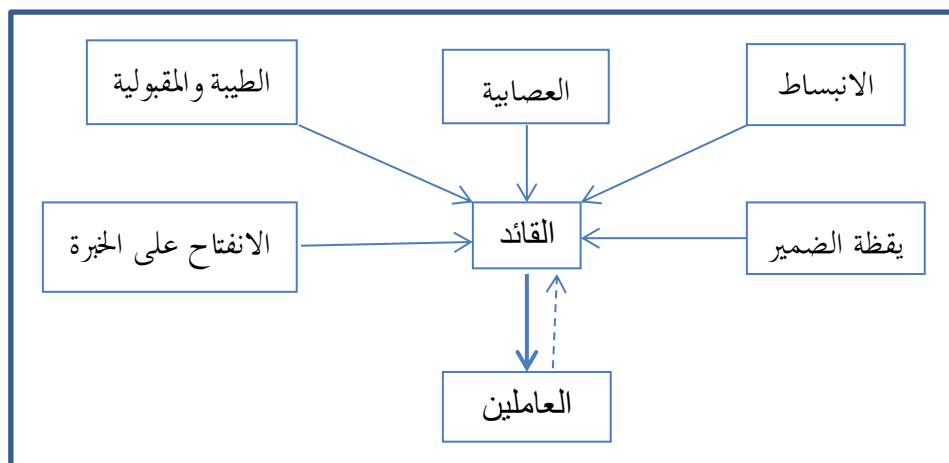 الانبساط
العصابية
الطيبة والمقبولية
يقظة الضمير
القائد
الانفتاح على الخبرة
العاملين